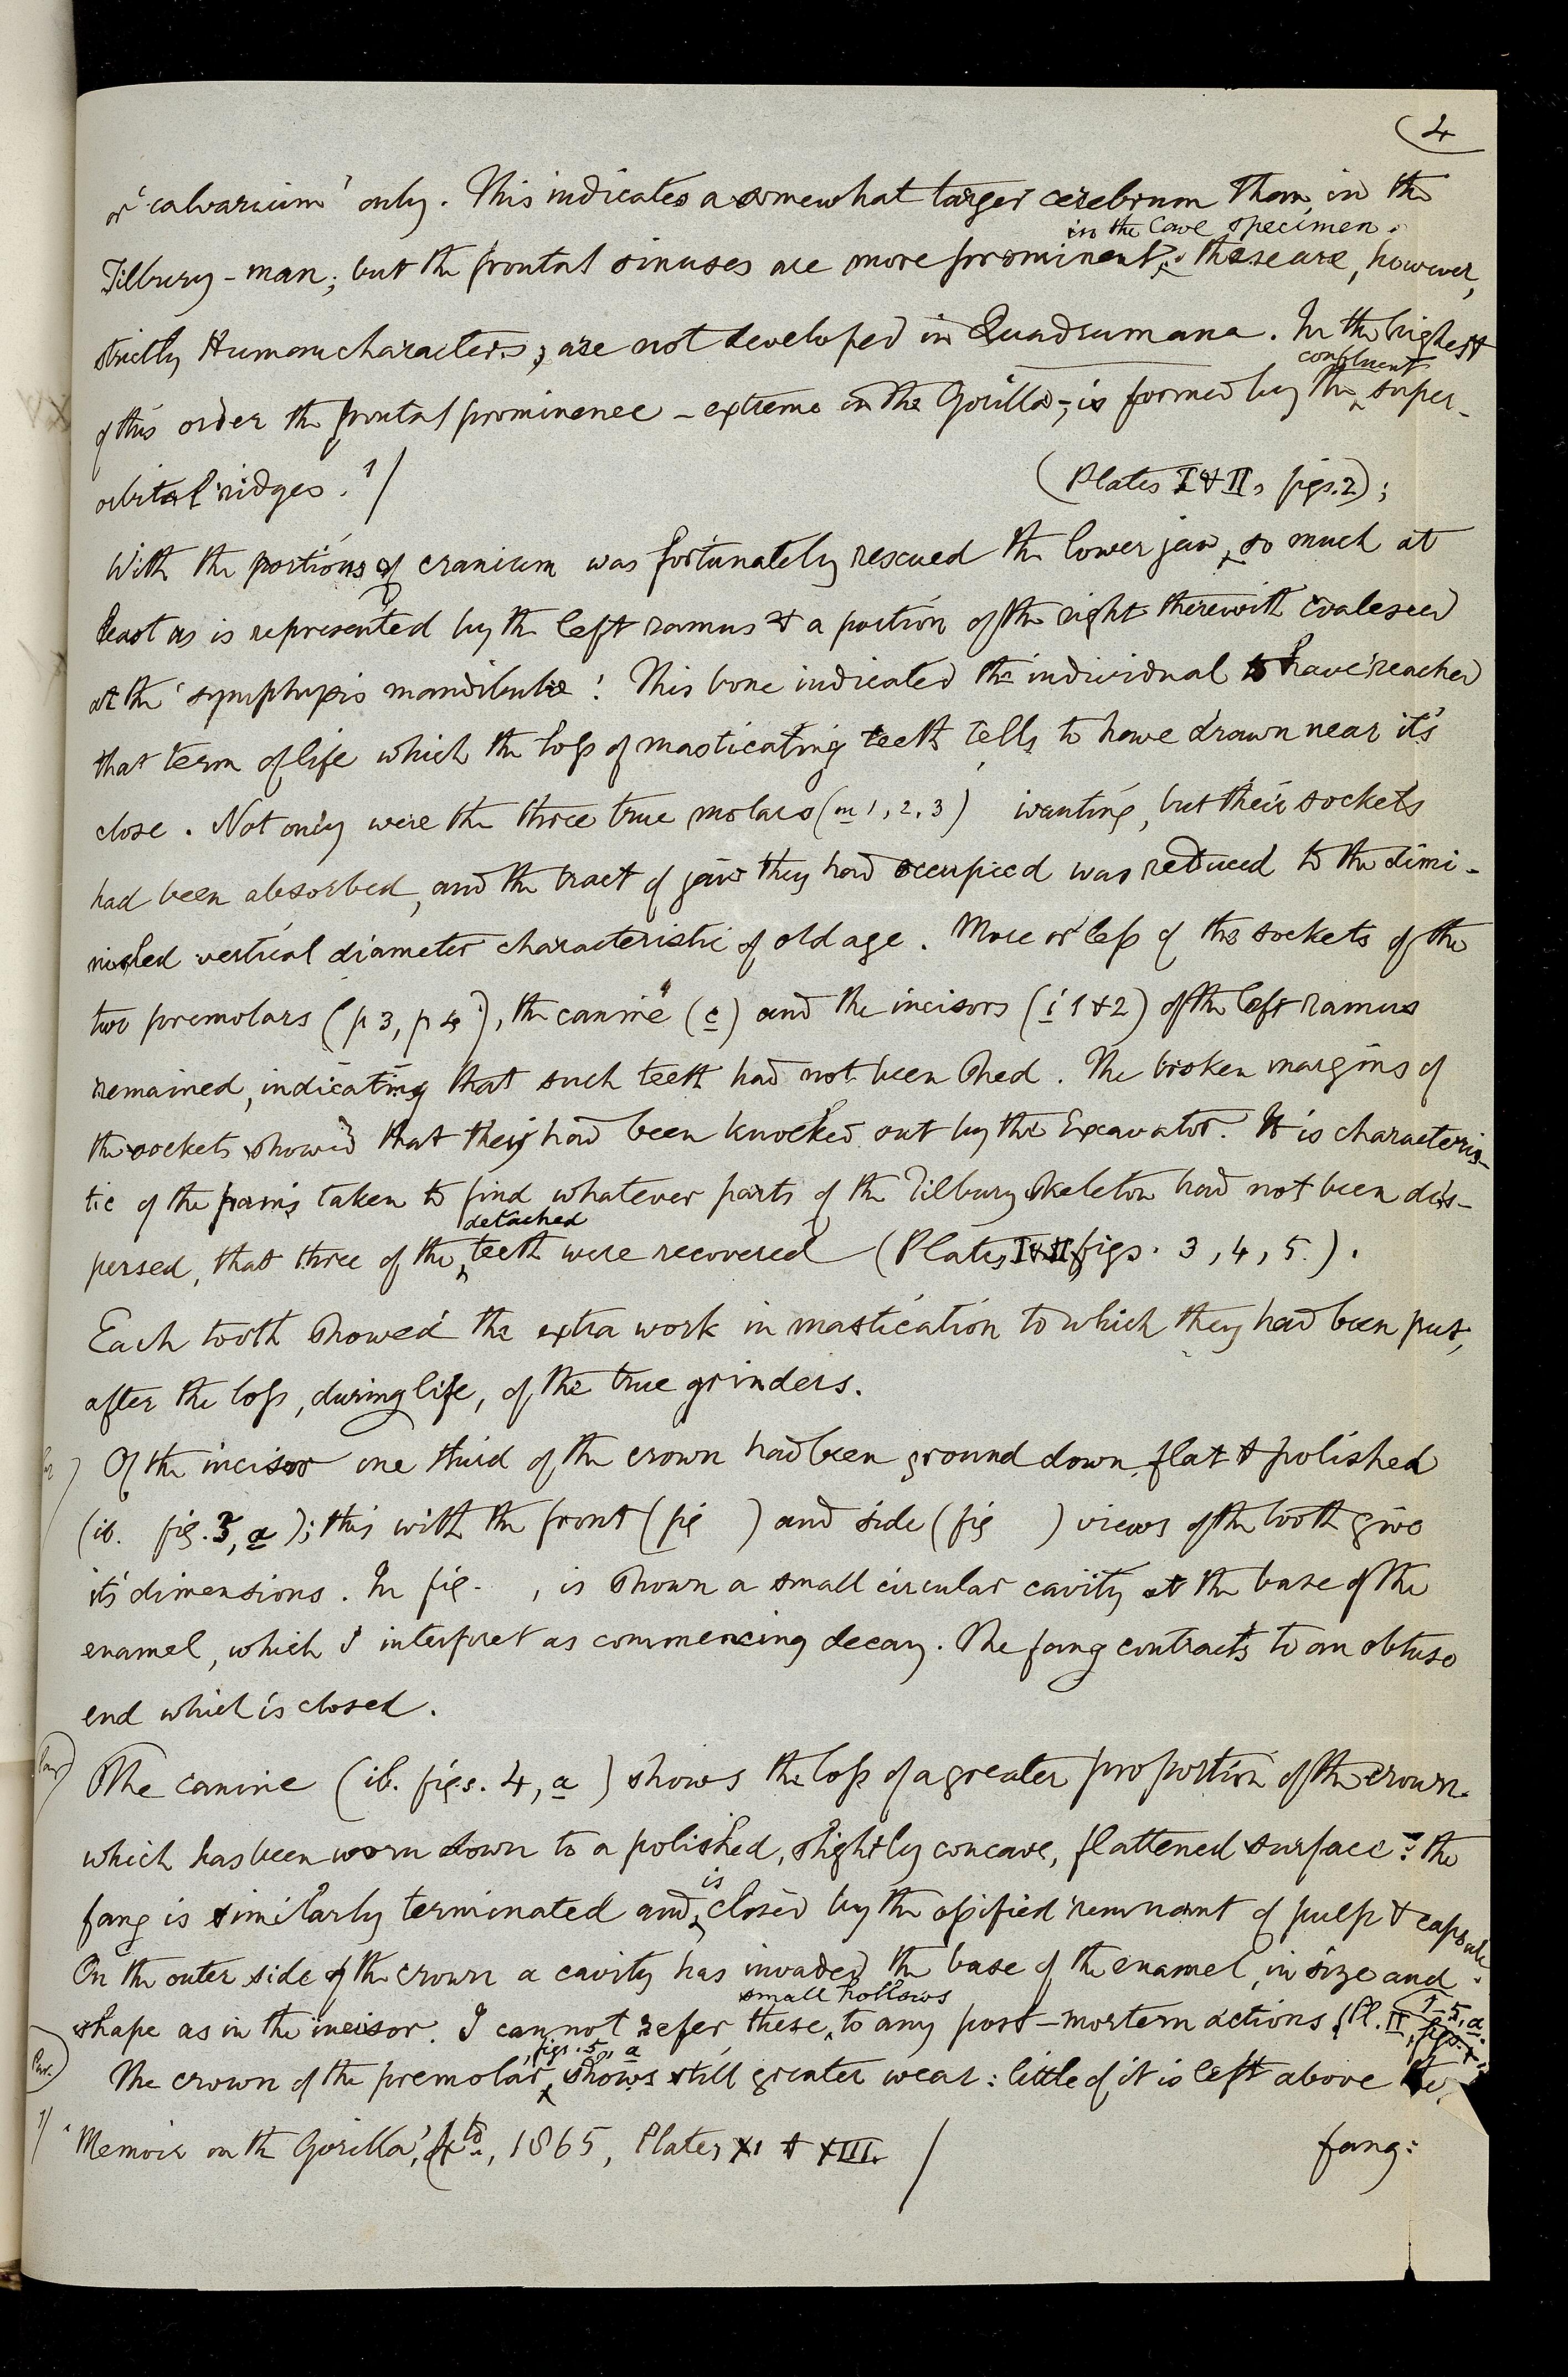 4
or 'calvarium' only. This indicates a somewhat larger cerebrum than in the
in the Cave specimen.
Tilbury-man; but the frontal sinuses are more prominent: these are, however,
strictly Human characters, are not developed in Quadrumana. In the highest
confluent
of this order the frontal prominence - extreme in the Gorilla -, is formed by the super-
orbital ridges. 1/
(Plates I & II, figs. 2);
With the portions of cranium was fortunately rescued the lower jaw, so much at
least as is represented by the left ramus & a portion of the right therewith coalesced
at the 'symphysis mandibulæ'. This bone indicated the individual to have reached
that term of life which the loss of masticating teeth tells to have drawn near it's
close. Not only were the three true molars (m 1, 2, 3) wanting, but their sockets
had been absorbed, and the tract of jaw they had occupied was reduced to the dimi-
nished vertical diameter characteristic of old age. More or less of the sockets of the
two premolars (p 3, p 4), the canine (c) and the incisors (i 1 & 2) of the left ramus
remained, indicating that such teeth had not been shed. The broken margins of
the sockets showed that they had been knocked out by the Excavator. It is characteris-
tic of the pains taken to find whatever parts of the Tilbury skeleton had not been dis-
detached
persed, that three of the teeth were recovered (Plates I & II, figs. 3, 4, 5.).
Each tooth showed the extra work in mastication to which they had been put,
after the loss, during life, of the true grinders.
Of the incisor one third of the crown had been ground down, flat & polished
(ib. fig. 3, a); this with the front (fig ) and side (fig ) views of the tooth give
its' dimensions. In fig. , is shown a small circular cavity at the base of the
enamel, which I interpret as commencing decay. The fang contracts to an obtuse
end which is closed.
Par
The canine (ib. figs. 4, a) shows the loss of a greater proportion of the crown
which has been worn down to a polished, slightly concave, flattened surface: the
is
fang is similarly terminated and closed by the ossified remnant of pulp & capsule.
On the outer side of the crown a cavity has invaded the base of the enamel, in size and
small hollows
shape as in the incisor. I cannot refer these to any post-mortem actions (Pl. II, figs.
1-5, a.
Par.
, figs. 5, a
The crown of the premolar shows still greater wear: little of it is left above the
fang:
1/ 'Memoir on the Gorilla', 4to., 1865, Plates XI & XIII.